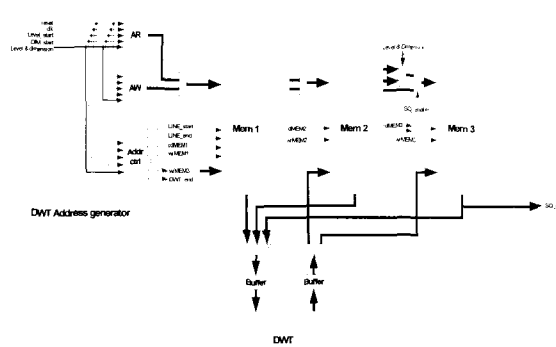 reset
clk
Level_start
DIM_start
Level & dimension
AR
AW
Addr
ctrl
LINE_start
LINE_end
rdMEM1
wrMEM1
wrMEM3
DWT_end
Mem 1
rdMEM2
wrMEM2
Mem 2
Level & Dimension
rdMEM3
Mem 3
DWT Address generator
Buffer
Buffer
DWT